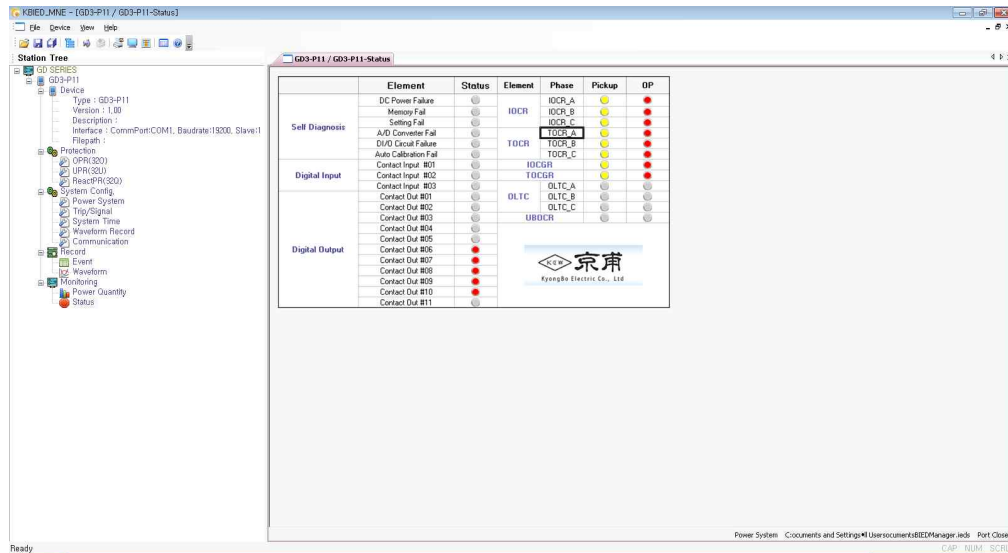 KBIED_MNE - [GD3-P11 / GD3-P11-Status]
File Device View Help
Station Tree
GD3-P11 / GD3-P11-Status
GD SERIES
GD3-P11
Device
Type : GD3-P11
Version : 1,00
Description :
Interface : CommPort:COM1, Baudrate:19200, Slave:1
Filepath :
Protection
OPR(32O)
UPR(32U)
ReactPR(32Q)
System Config,
Power System
Trip/Signal
System Time
Waveform Record
Communication
Record
Event
Waveform
Monitoring
Power Quantity
Status
Element Status Element Phase Pickup OP
Self Diagnosis
DC Power Failure
Memory Fail
Setting Fail
A/D Converter Fail
DI/O Circuit Failure
Auto Calibration Fail
Digital Input
Contact Input #01
Contact Input #02
Contact Input #03
Digital Output
Contact Out #01
Contact Out #02
Contact Out #03
Contact Out #04
Contact Out #05
Contact Out #06
Contact Out #07
Contact Out #08
Contact Out #09
Contact Out #10
Contact Out #11
IOCR
IOCR_A
IOCR_B
IOCR_C
TOCR
TOCR_A
TOCR_B
TOCR_C
IOCGR
TOCGR
OLTC
OLTC_A
OLTC_B
OLTC_C
UBOCR
KEW 京甫
KyongBo Electric Co., Ltd
Power System C:ocuments and Settings\ll UsersocumentsBIEDManager.ieds Port Close
Ready
CAP NUM SCRL